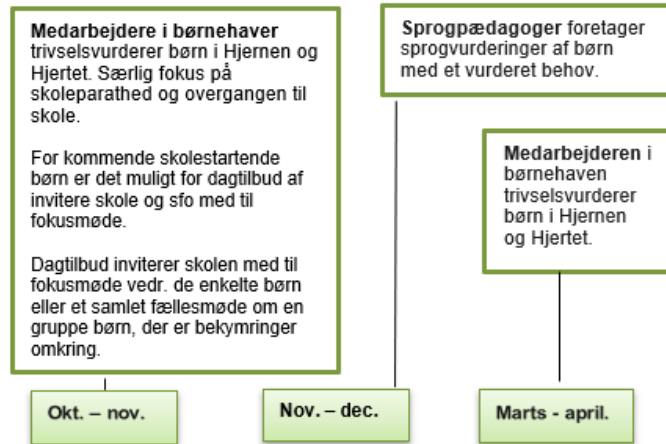 Medarbejdere i børnehaver
trivselsvurderer børn i Hjernen og
Hjertet. Særlig fokus på
skoleparathed og overgangen til
skole.
For kommende skolestartende
børn er det muligt for dagtilbud af
invitere skole og sfo med til
fokusmøde.
Dagtilbud inviterer skolen med til
fokusmøde vedr. de enkelte børn
eller et samlet fællesmøde om en
gruppe børn, der er bekymringer
omkring.
Sprogpædagoger foretager
sprogvurderinger af børn
med et vurderet behov.
Medarbejderen i
børnehaven
trivselsvurderer
børn i Hjernen
og Hjertet.
Okt. – nov.
Nov. – dec.
Marts - april.